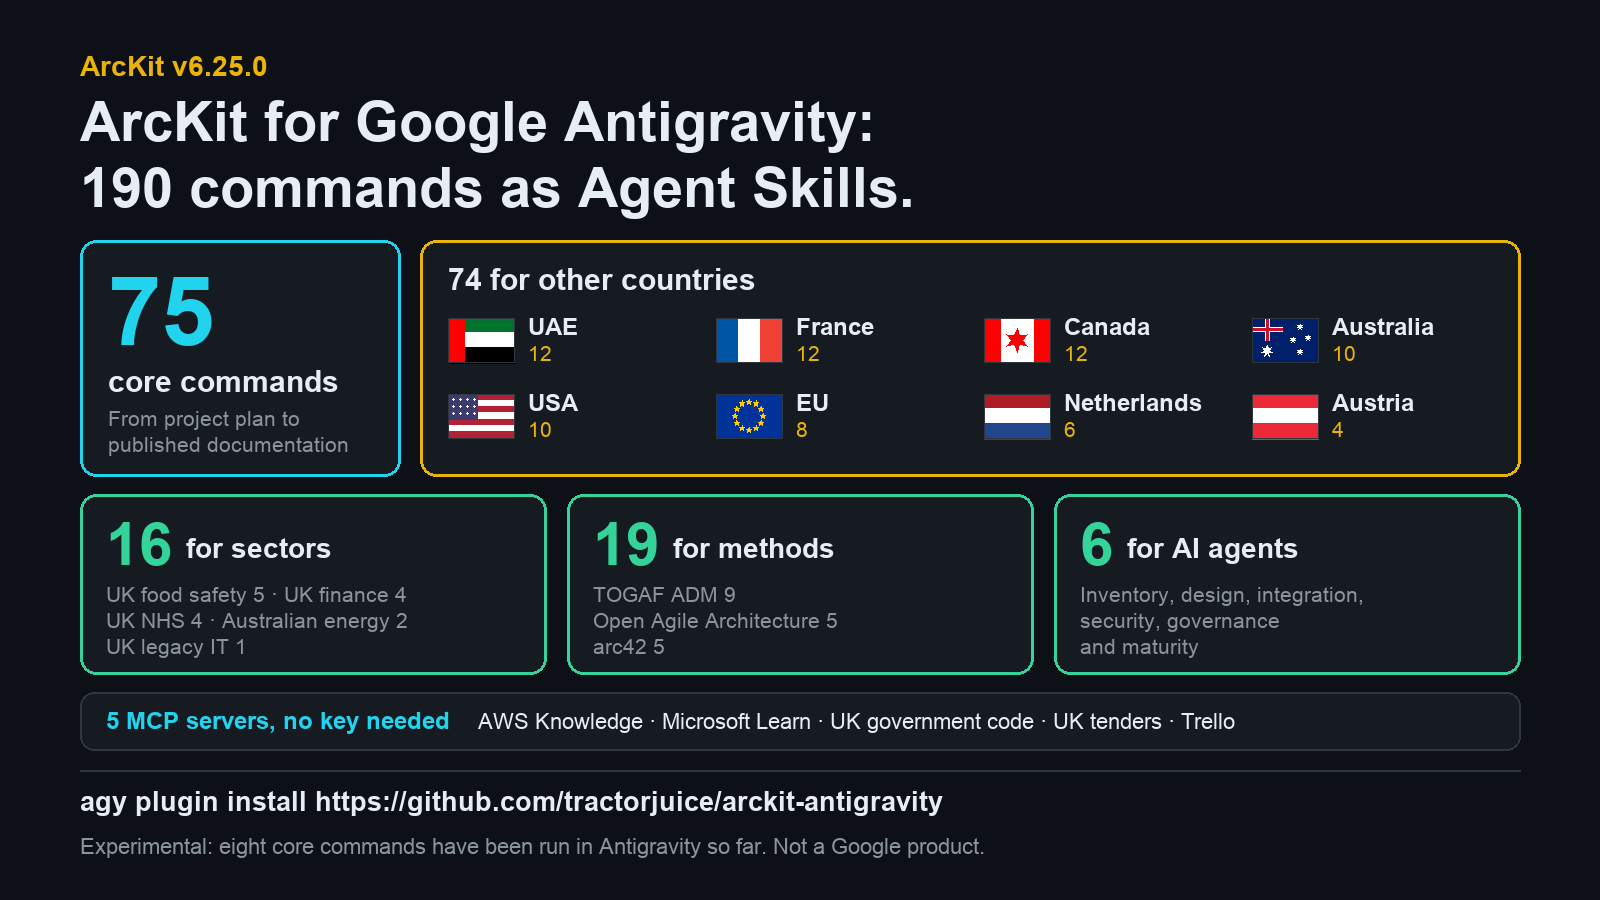 ArcKit v6.25.0
ArcKit for Google Antigravity:
190 commands as Agent Skills.
75
core commands
From project plan to
published documentation
74 for other countries
UAE
12
France
12
Canada
12
Australia
10
USA
10
EU
8
Netherlands
6
Austria
4
16 for sectors
UK food safety 5 · UK finance 4
UK NHS 4 · Australian energy 2
UK legacy IT 1
19 for methods
TOGAF ADM 9
Open Agile Architecture 5
arc42 5
6 for AI agents
Inventory, design, integration,
security, governance
and maturity
5 MCP servers, no key needed AWS Knowledge · Microsoft Learn · UK government code · UK tenders · Trello
agy plugin install https://github.com/tractorjuice/arckit-antigravity
Experimental: eight core commands have been run in Antigravity so far. Not a Google product.